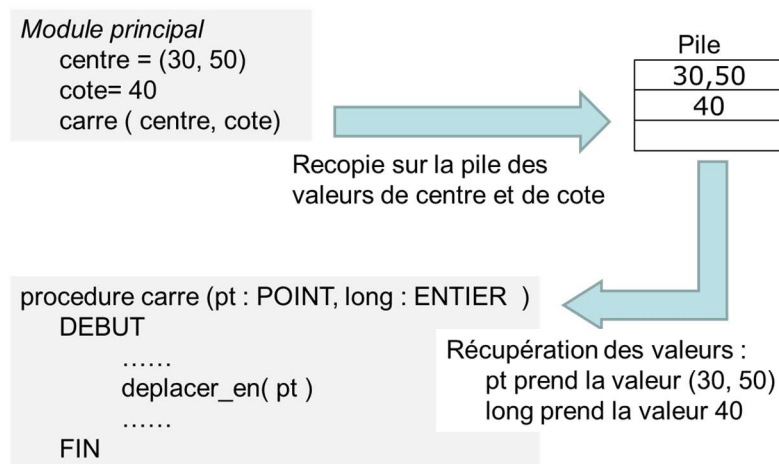 Module principal
centre = (30, 50)
cote= 40
carre ( centre, cote)
Pile
30,50
40
Recopie sur la pile des
valeurs de centre et de cote
procedure carre (pt : POINT, long : ENTIER )
DEBUT
......
deplacer_en( pt )
......
FIN
Récupération des valeurs :
pt prend la valeur (30, 50)
long prend la valeur 40